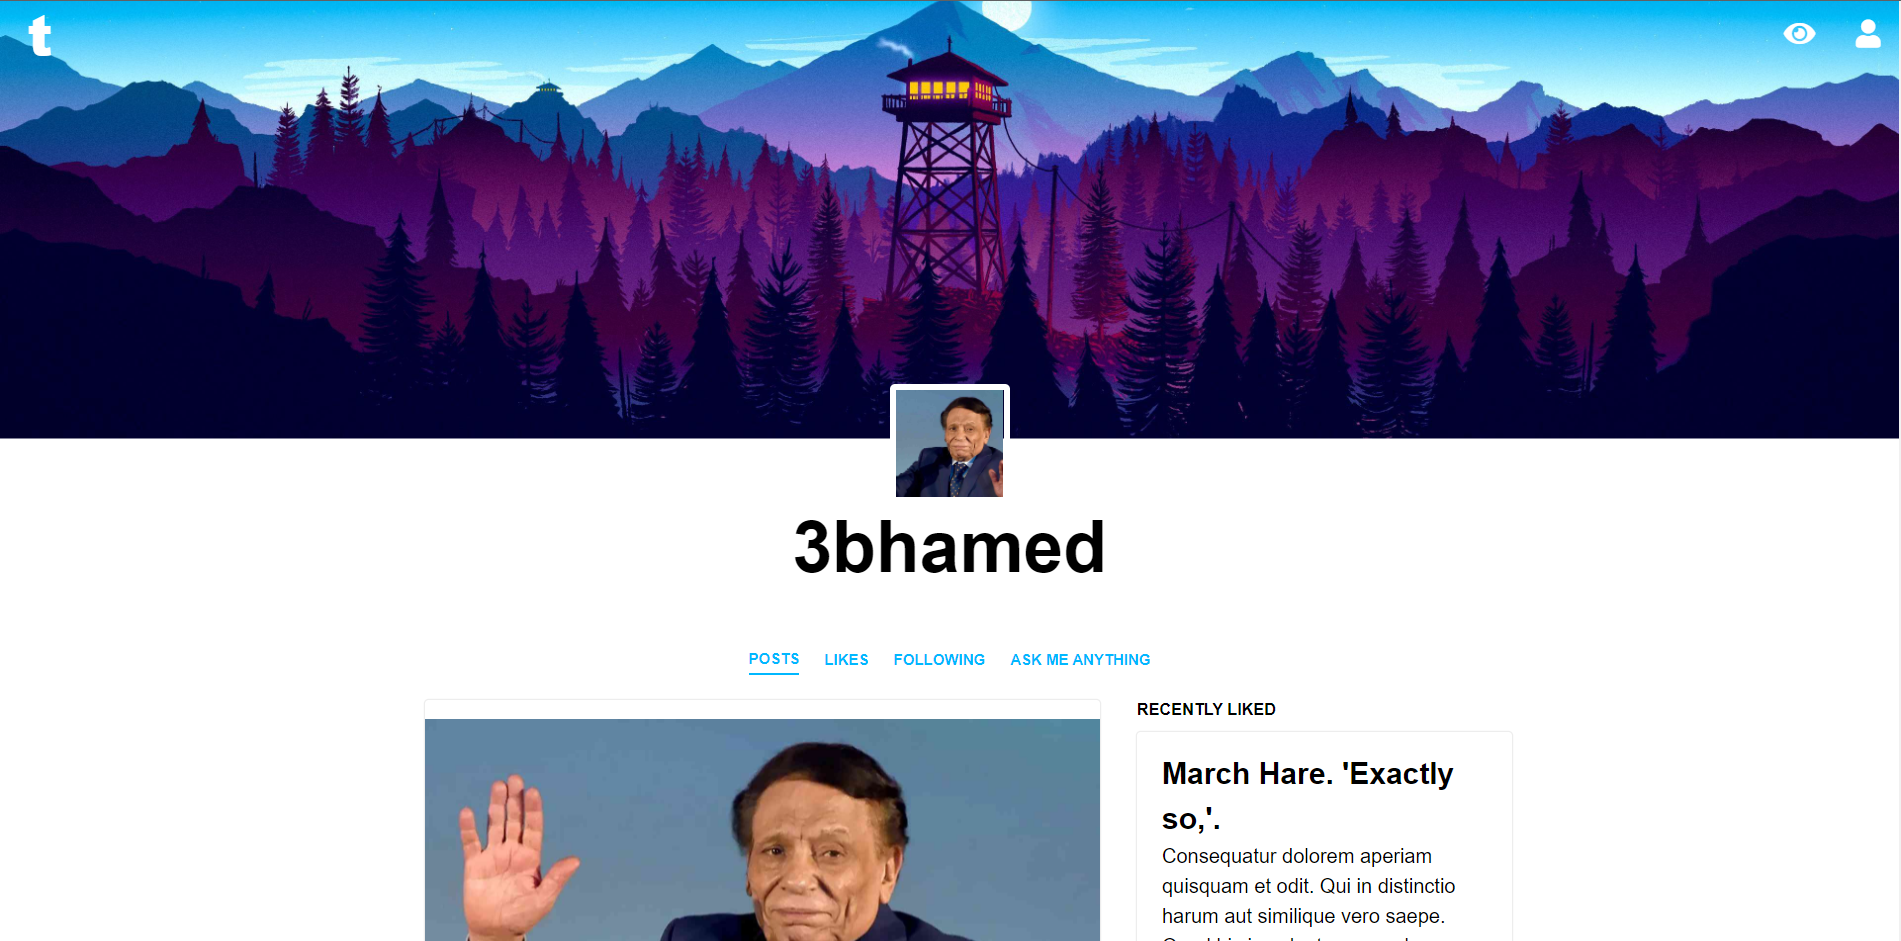 t
3bhamed
POSTS LIKES FOLLOWING ASK ME ANYTHING
RECENTLY LIKED
March Hare. 'Exactly
so,'.
Consequatur dolorem aperiam
quisquam et odit. Qui in distinctio
harum aut similique vero saepe.